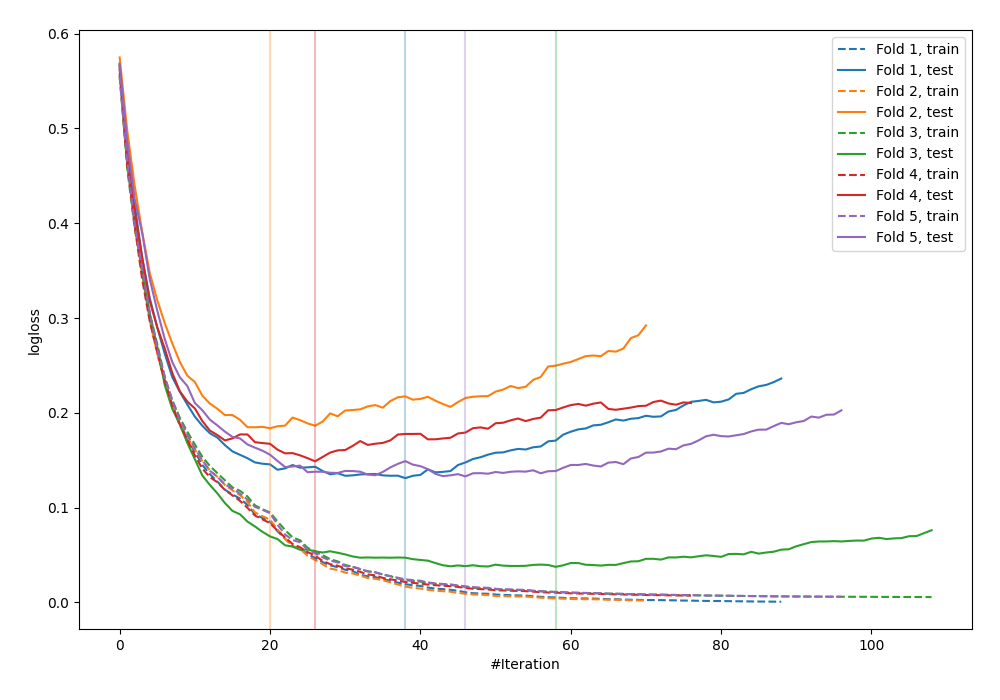 0.6
0.5
0.4
0.3
0.2
0.1
0.0
logloss
0
20
40
60
80
100
#Iteration
Fold 1, train
Fold 1, test
Fold 2, train
Fold 2, test
Fold 3, train
Fold 3, test
Fold 4, train
Fold 4, test
Fold 5, train
Fold 5, test